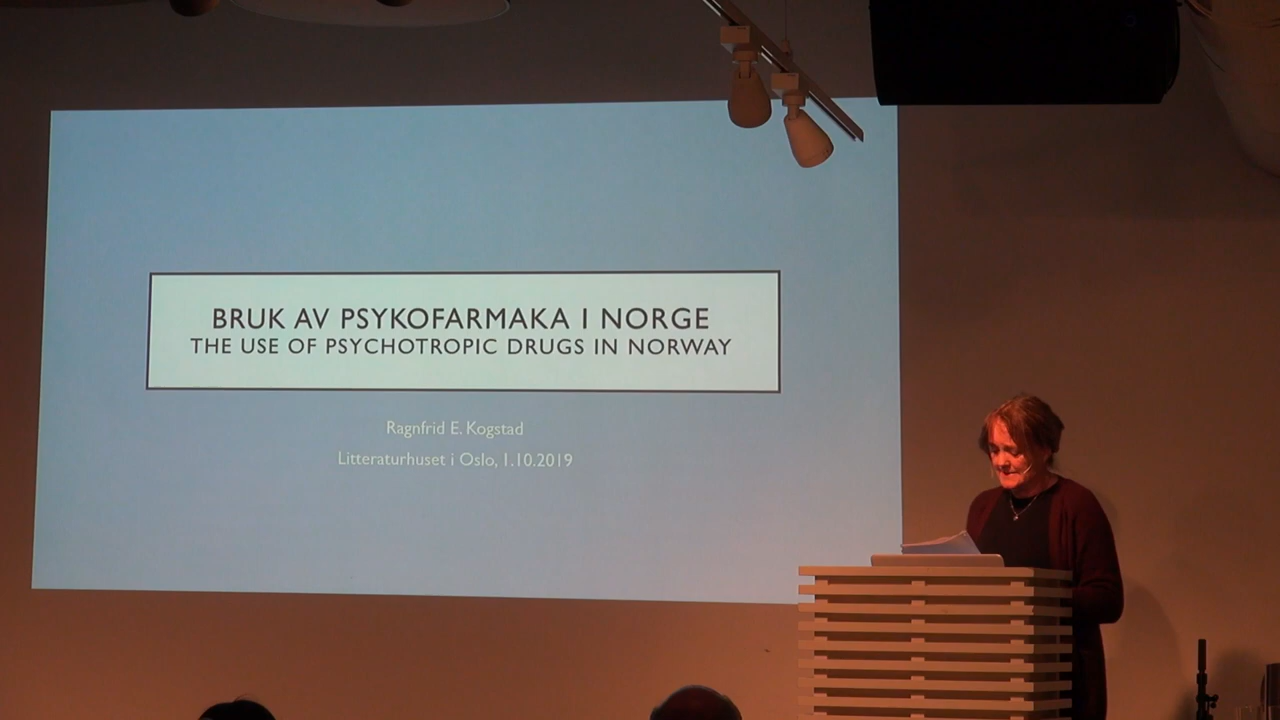 BRUK AV PSYKOFARMAKA I NORGE
THE USE OF PSYCHOTROPIC DRUGS IN NORWAY
Ragnfrid E. Kogstad
Litteraturhuset i Oslo, 1.10.2019